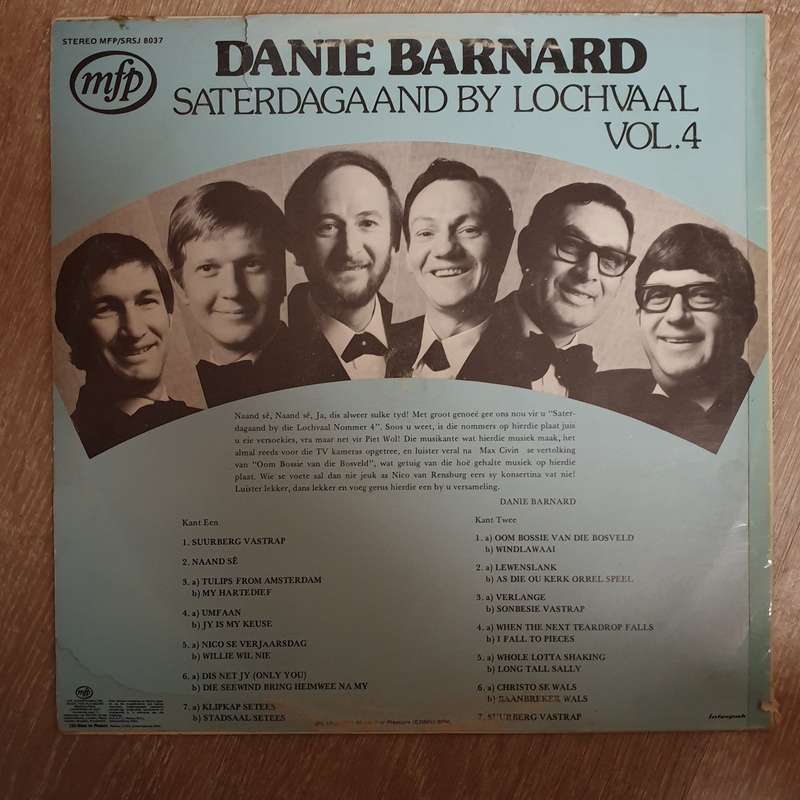 STEREO MFP/SRSJ 8037
mfp
DANIE BARNARD
SATERDAGAAND BY LOCHVAAL
VOL.4
Naand sê, Naand sê, Ja, dis alweer sulke tyd! Met groot genoeë gee ons nou vir u "Sater-
dagaand by die Lochvaal Nommer 4". Soos u weet, is die nommers op hierdie plaat juis
u eie versoekies, vra maar net vir Piet Wol! Die musikante wat hierdie musiek maak, het
almal reeds voor die TV kameras opgetree, en luister veral na Max Civin se vertolking
van "Oom Bossie van die Bosveld", wat getuig van die hoë gehalte musiek op hierdie
plaat. Wie se voete sal dan nie jeuk as Nico van Rensburg eers sy konsertina vat nie!
Luister lekker, dans lekker en voeg gerus hierdie een by u versameling.
DANIE BARNARD
Kant Een
1. SUURBERG VASTRAP
2. NAAND SÊ
3. a) TULIPS FROM AMSTERDAM
b) MY HARTEDIEF
4. a) UMFAAN
b) JY IS MY KEUSE
5. a) NICO SE VERJAARSDAG
b) WILLIE WIL NIE
6. a) DIS NET JY (ONLY YOU)
b) DIE SEEWIND BRING HEIMWEE NA MY
7. a) KLIPKAP SETEES
b) STADSAAL SETEES
Kant Twee
1. a) OOM BOSSIE VAN DIE BOSVELD
b) WINDLAWAAI
2. a) LEWENSLANK
b) AS DIE OU KERK ORREL SPEEL
3. a) VERLANGE
b) SONBESIE VASTRAP
4. a) WHEN THE NEXT TEARDROP FALLS
b) I FALL TO PIECES
5. a) WHOLE LOTTA SHAKING
b) LONG TALL SALLY
6. a) CHRISTO SE WALS
b) BAANBREKER WALS
7. SUURBERG VASTRAP
mfp
Interpak